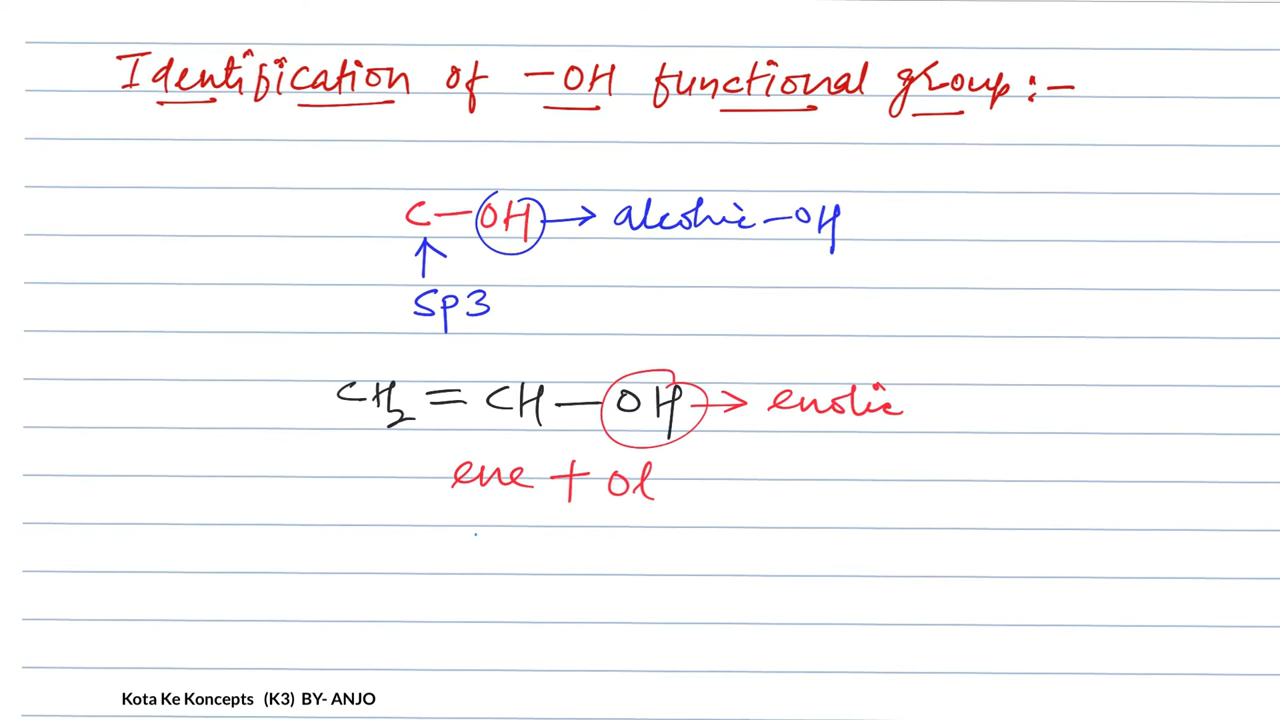 Identification of -OH functional group :-
C-OH → alcohic-OH
↑
Sp3
CH2 = CH - OH → enolic
ene + ol
Kota Ke Koncepts (K3) BY- ANJO